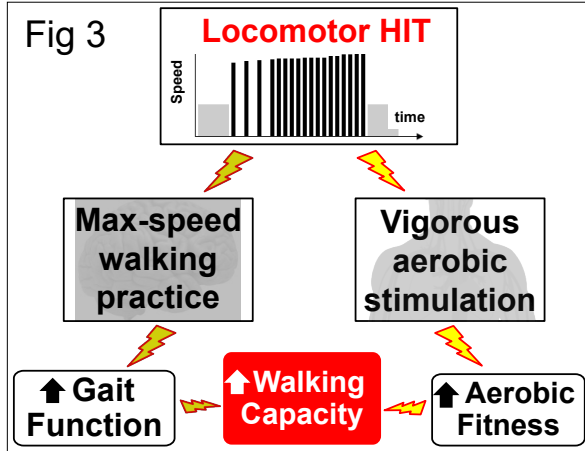 Fig 3
Locomotor HIT
Speed
time
Max-speed
walking
practice
Vigorous
aerobic
stimulation
Gait
Function
Walking
Capacity
Aerobic
Fitness